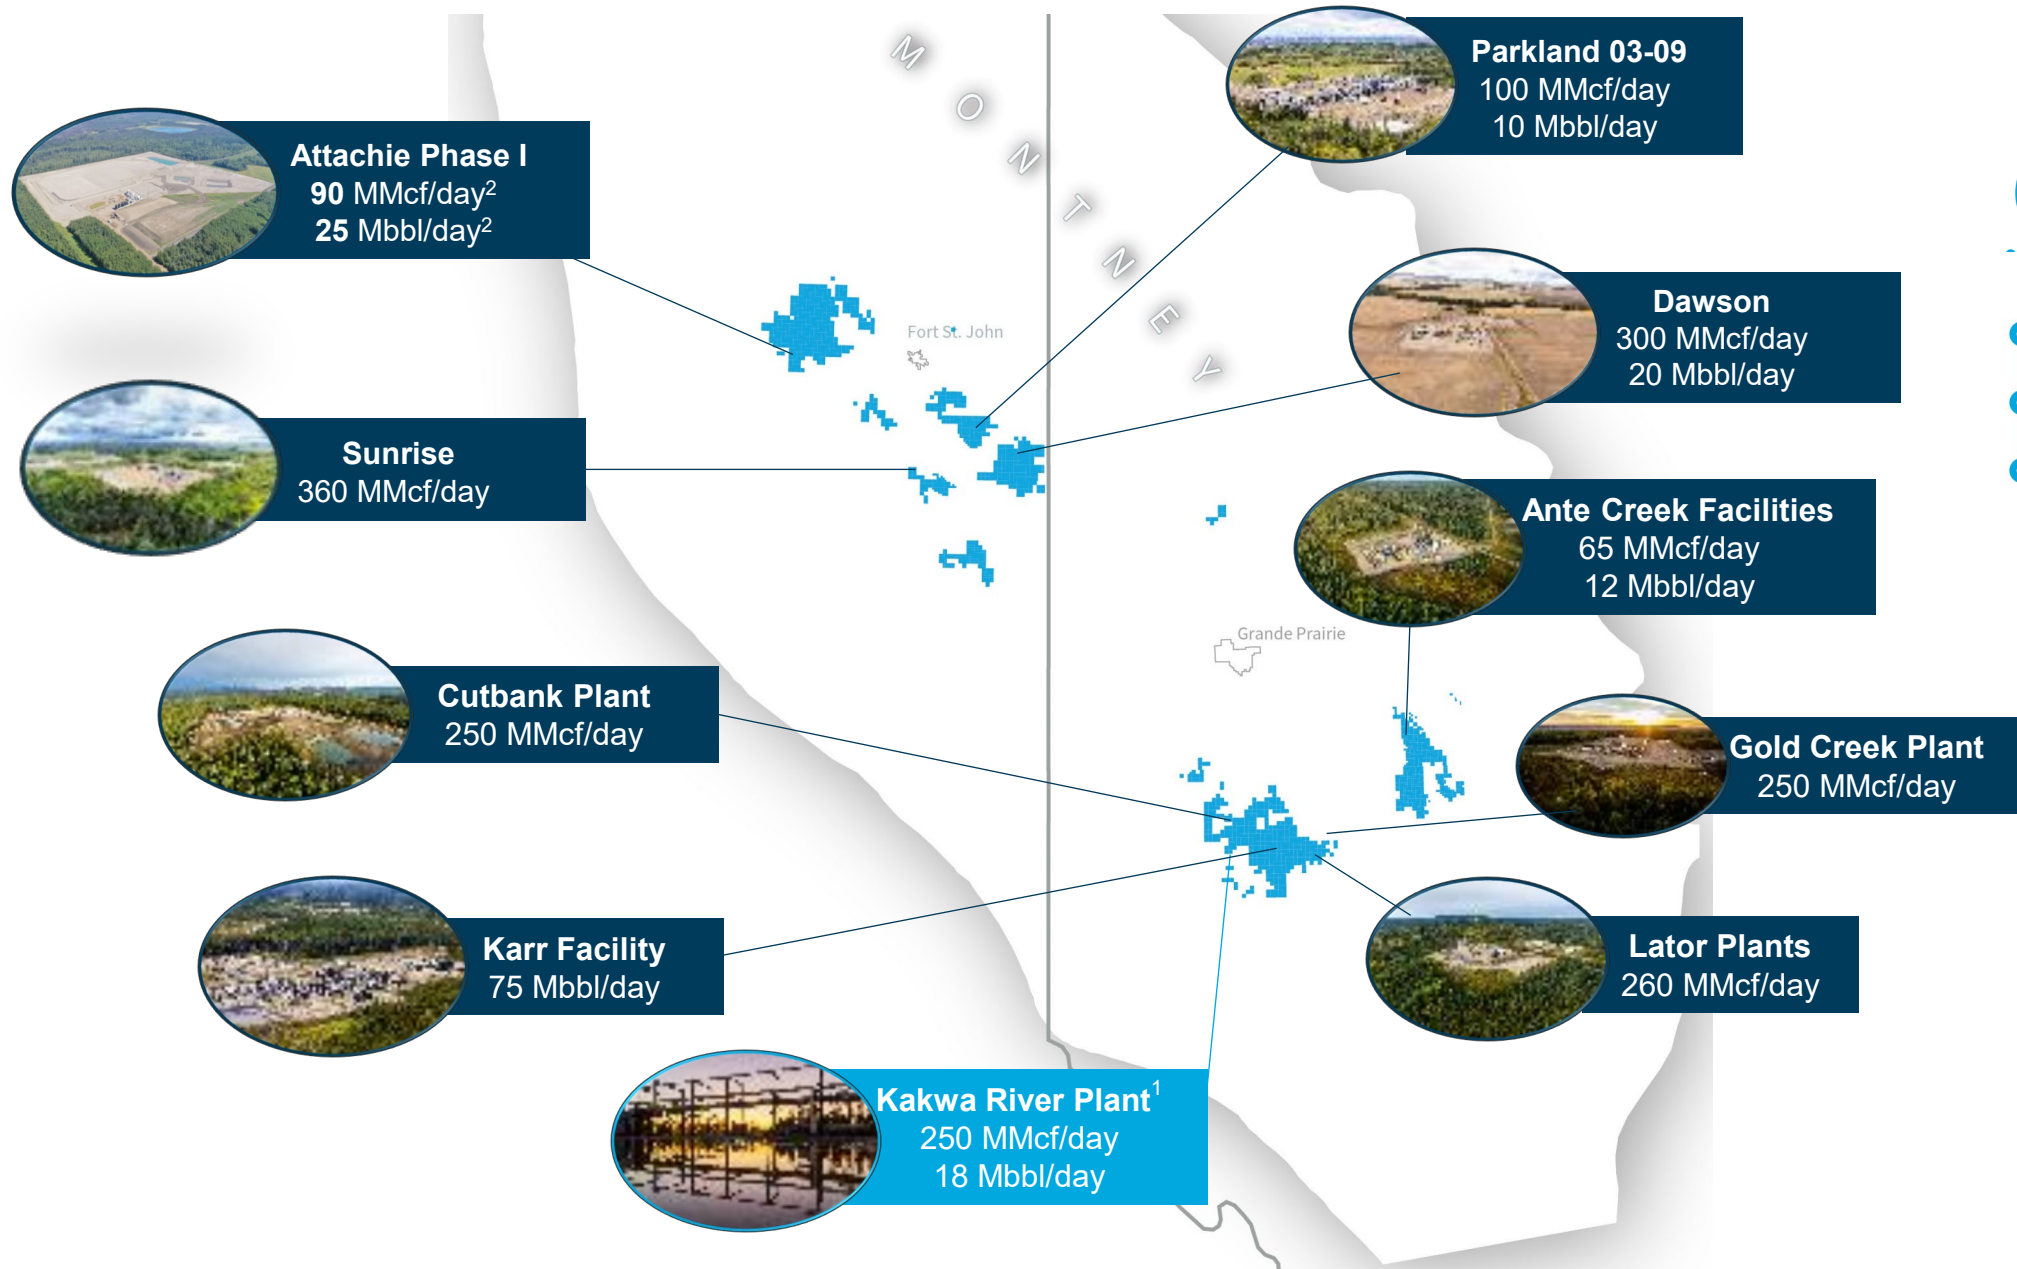 MONTNEY
Parkland 03-09
100 MMcf/day
10 Mbbl/day
Attachie Phase I
90 MMcf/day²
25 Mbbl/day²
Dawson
300 MMcf/day
20 Mbbl/day
Fort St. John
Sunrise
360 MMcf/day
Ante Creek Facilities
65 MMcf/day
12 Mbbl/day
Grande Prairie
Cutbank Plant
250 MMcf/day
Gold Creek Plant
250 MMcf/day
Karr Facility
75 Mbbl/day
Lator Plants
260 MMcf/day
Kakwa River Plant¹
250 MMcf/day
18 Mbbl/day